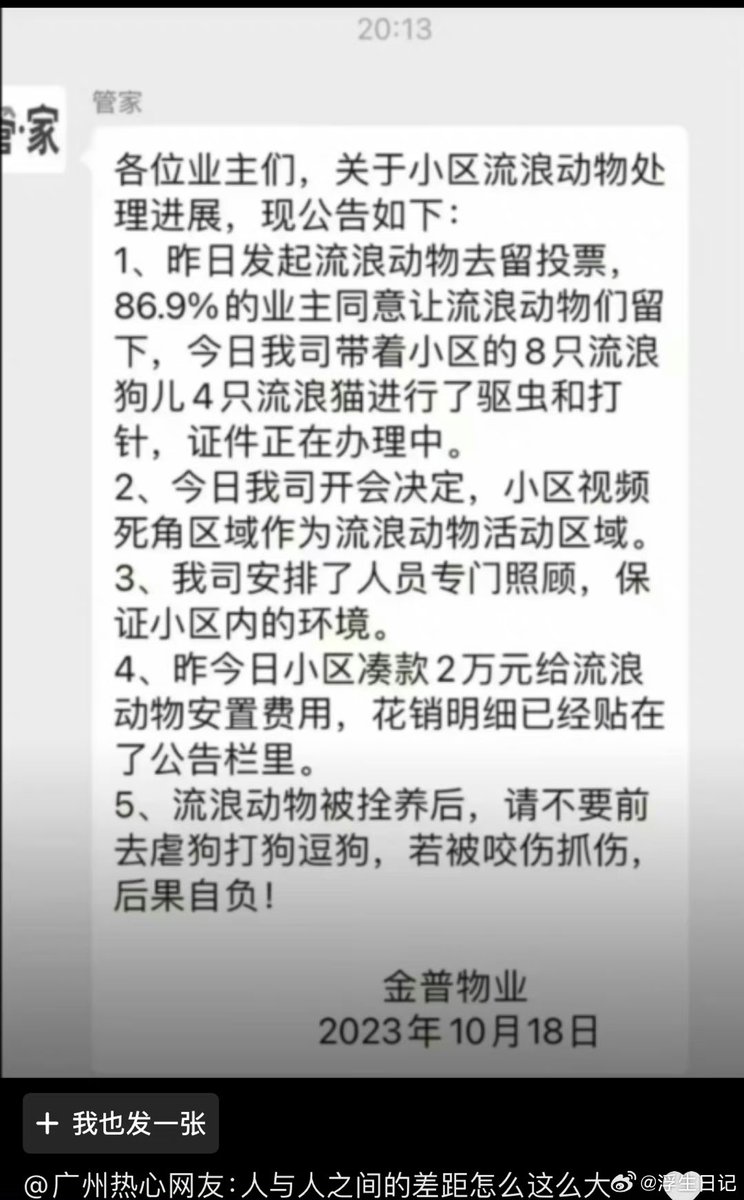 20:13
管家
管·家
各位业主们，关于小区流浪动物处
理进展，现公告如下：
1、昨日发起流浪动物去留投票，
86.9%的业主同意让流浪动物们留
下，今日我司带着小区的8只流浪
狗儿4只流浪猫进行了驱虫和打
针，证件正在办理中。
2、今日我司开会决定，小区视频
死角区域作为流浪动物活动区域。
3、我司安排了人员专门照顾，保
证小区内的环境。
4、昨今日小区凑款2万元给流浪
动物安置费用，花销明细已经贴在
了公告栏里。
5、流浪动物被拴养后，请不要前
去虐狗打狗逗狗，若被咬伤抓伤，
后果自负！
金普物业
2023年10月18日
+ 我也发一张
@广州热心网友：人与人之间的差距怎么这么大
@浮生日记